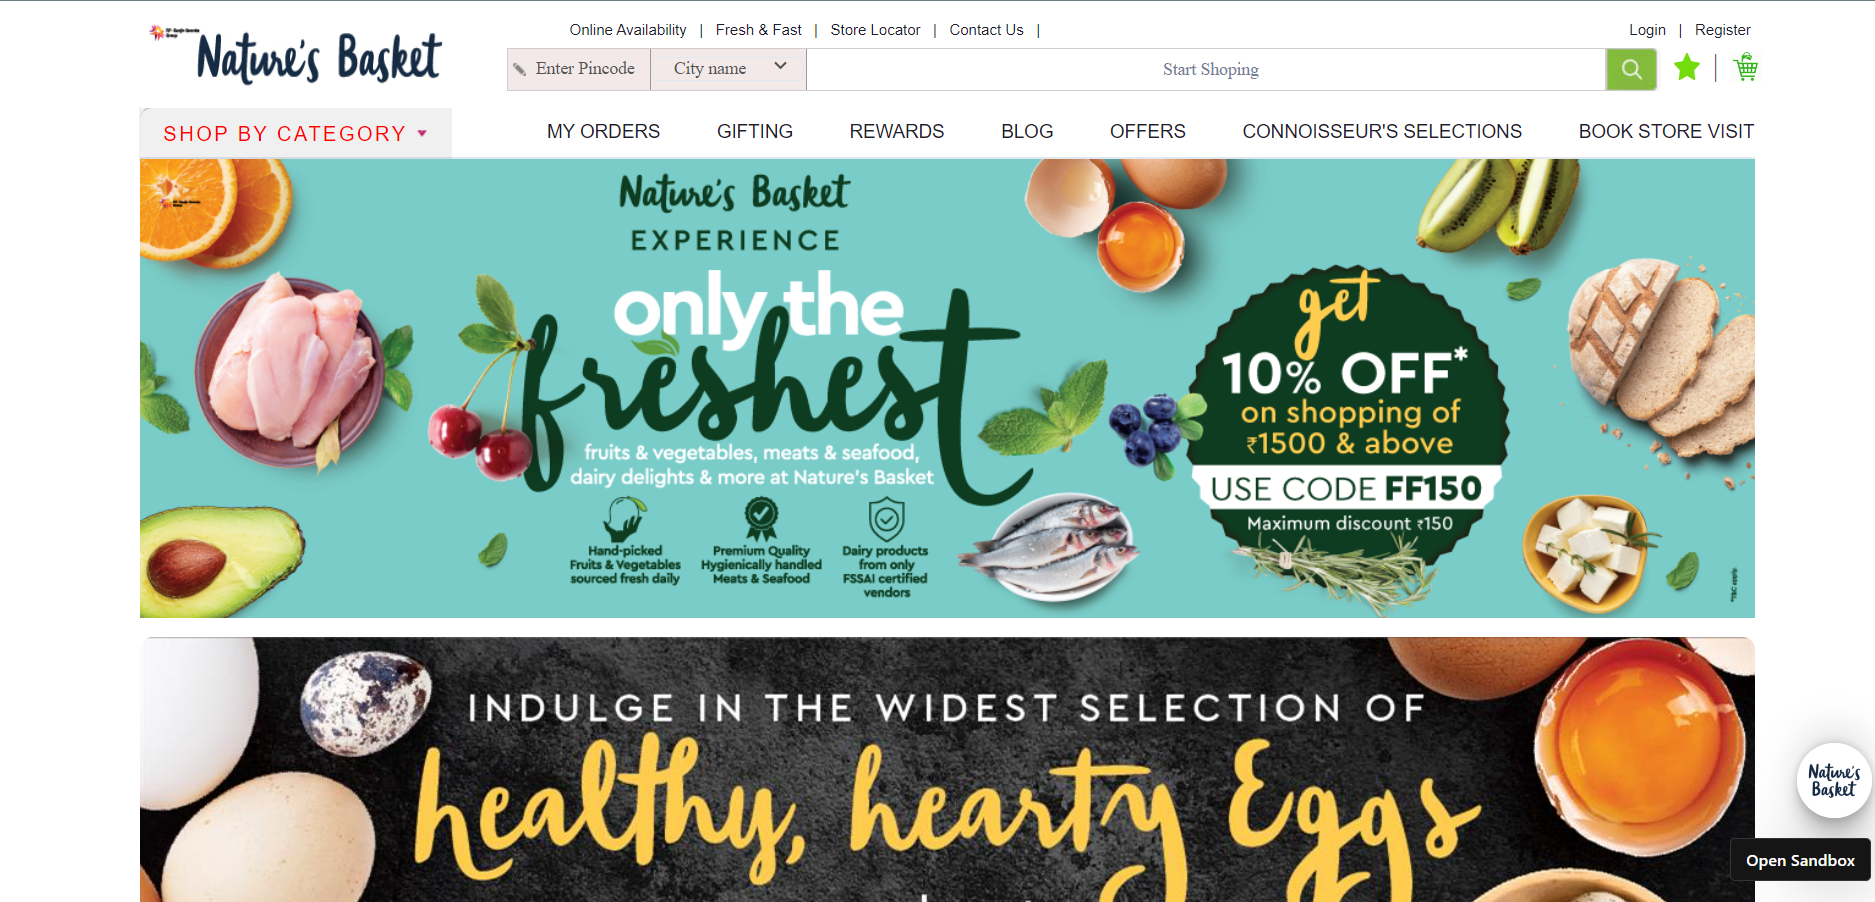 Online Availability | Fresh & Fast | Store Locator | Contact Us |
Login | Register
Nature's Basket
Enter Pincode
City name
Start Shoping
SHOP BY CATEGORY
MY ORDERS
GIFTING
REWARDS
BLOG
OFFERS
CONNOISSEUR'S SELECTIONS
BOOK STORE VISIT
Nature's Basket
EXPERIENCE
only the
freshest
fruits & vegetables, meats & seafood,
dairy delights & more at Nature's Basket
Hand-picked
Fruits & Vegetables
sourced fresh daily
Premium Quality
Hygienically handled
Meats & Seafood
Dairy products
from only
FSSAI certified
vendors
get
10% OFF*
on shopping of
₹1500 & above
USE CODE FF150
Maximum discount ₹150
*T&C apply
INDULGE IN THE WIDEST SELECTION OF
healthy, hearty Eggs
Nature's
Basket
Open Sandbox